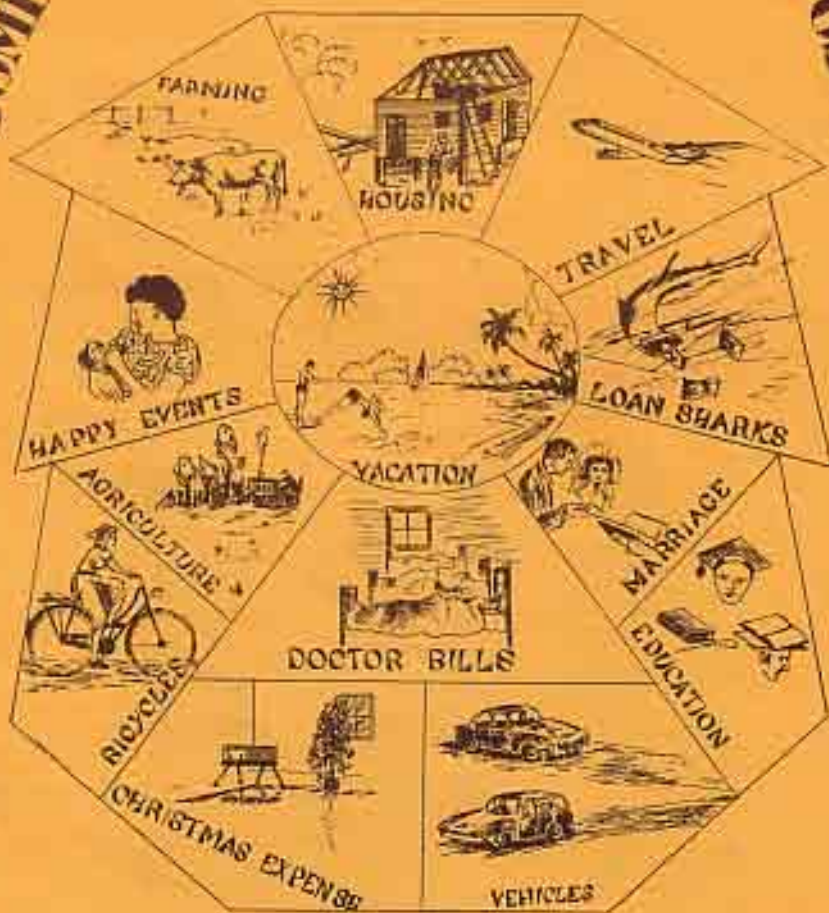 FARMING
HOUSING
TRAVEL
HAPPY EVENTS
LOAN SHARKS
VACATION
AGRICULTURE
MARRIAGE
BICYCLES
DOCTOR BILLS
EDUCATION
CHRISTMAS EXPENSE
VEHICLES